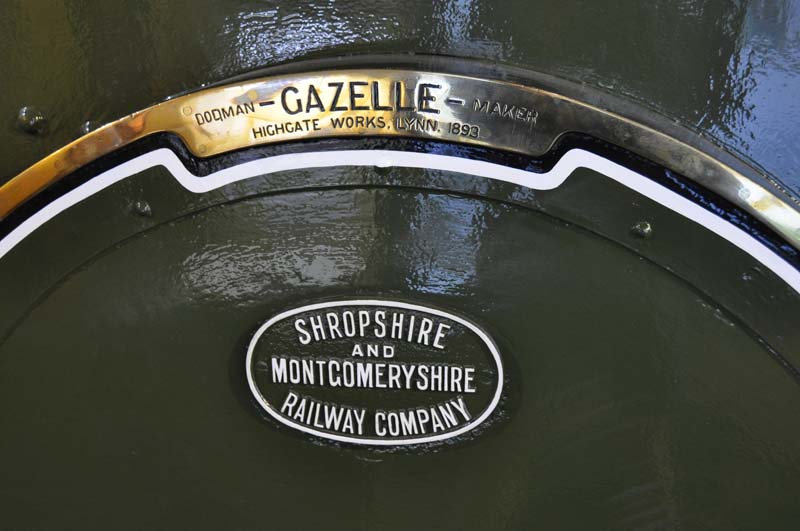 DODMAN - GAZELLE - MAKER
HIGHGATE WORKS, LYNN. 1893
SHROPSHIRE
AND
MONTGOMERYSHIRE
RAILWAY COMPANY